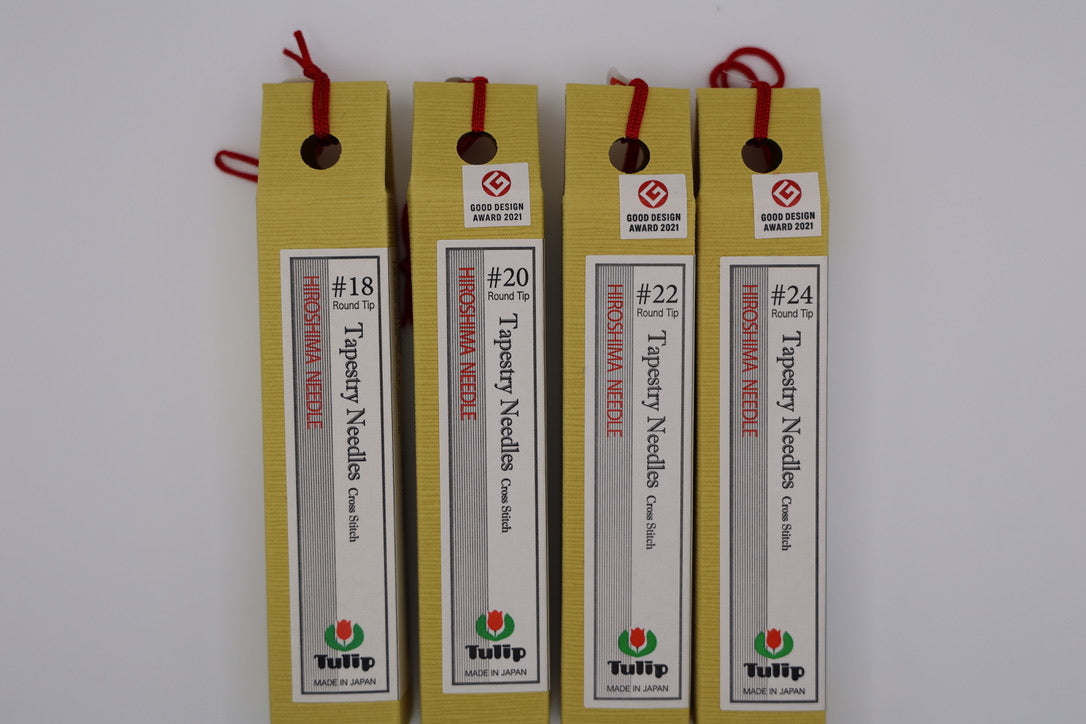 #18
Round Tip
HIROSHIMA NEEDLE
Tapestry Needles Cross Stitch
Tulip
MADE IN JAPAN
GOOD DESIGN
AWARD 2021
#20
Round Tip
HIROSHIMA NEEDLE
Tapestry Needles Cross Stitch
Tulip
MADE IN JAPAN
GOOD DESIGN
AWARD 2021
#22
Round Tip
HIROSHIMA NEEDLE
Tapestry Needles Cross Stitch
Tulip
MADE IN JAPAN
GOOD DESIGN
AWARD 2021
#24
Round Tip
HIROSHIMA NEEDLE
Tapestry Needles Cross Stitch
Tulip
MADE IN JAPAN